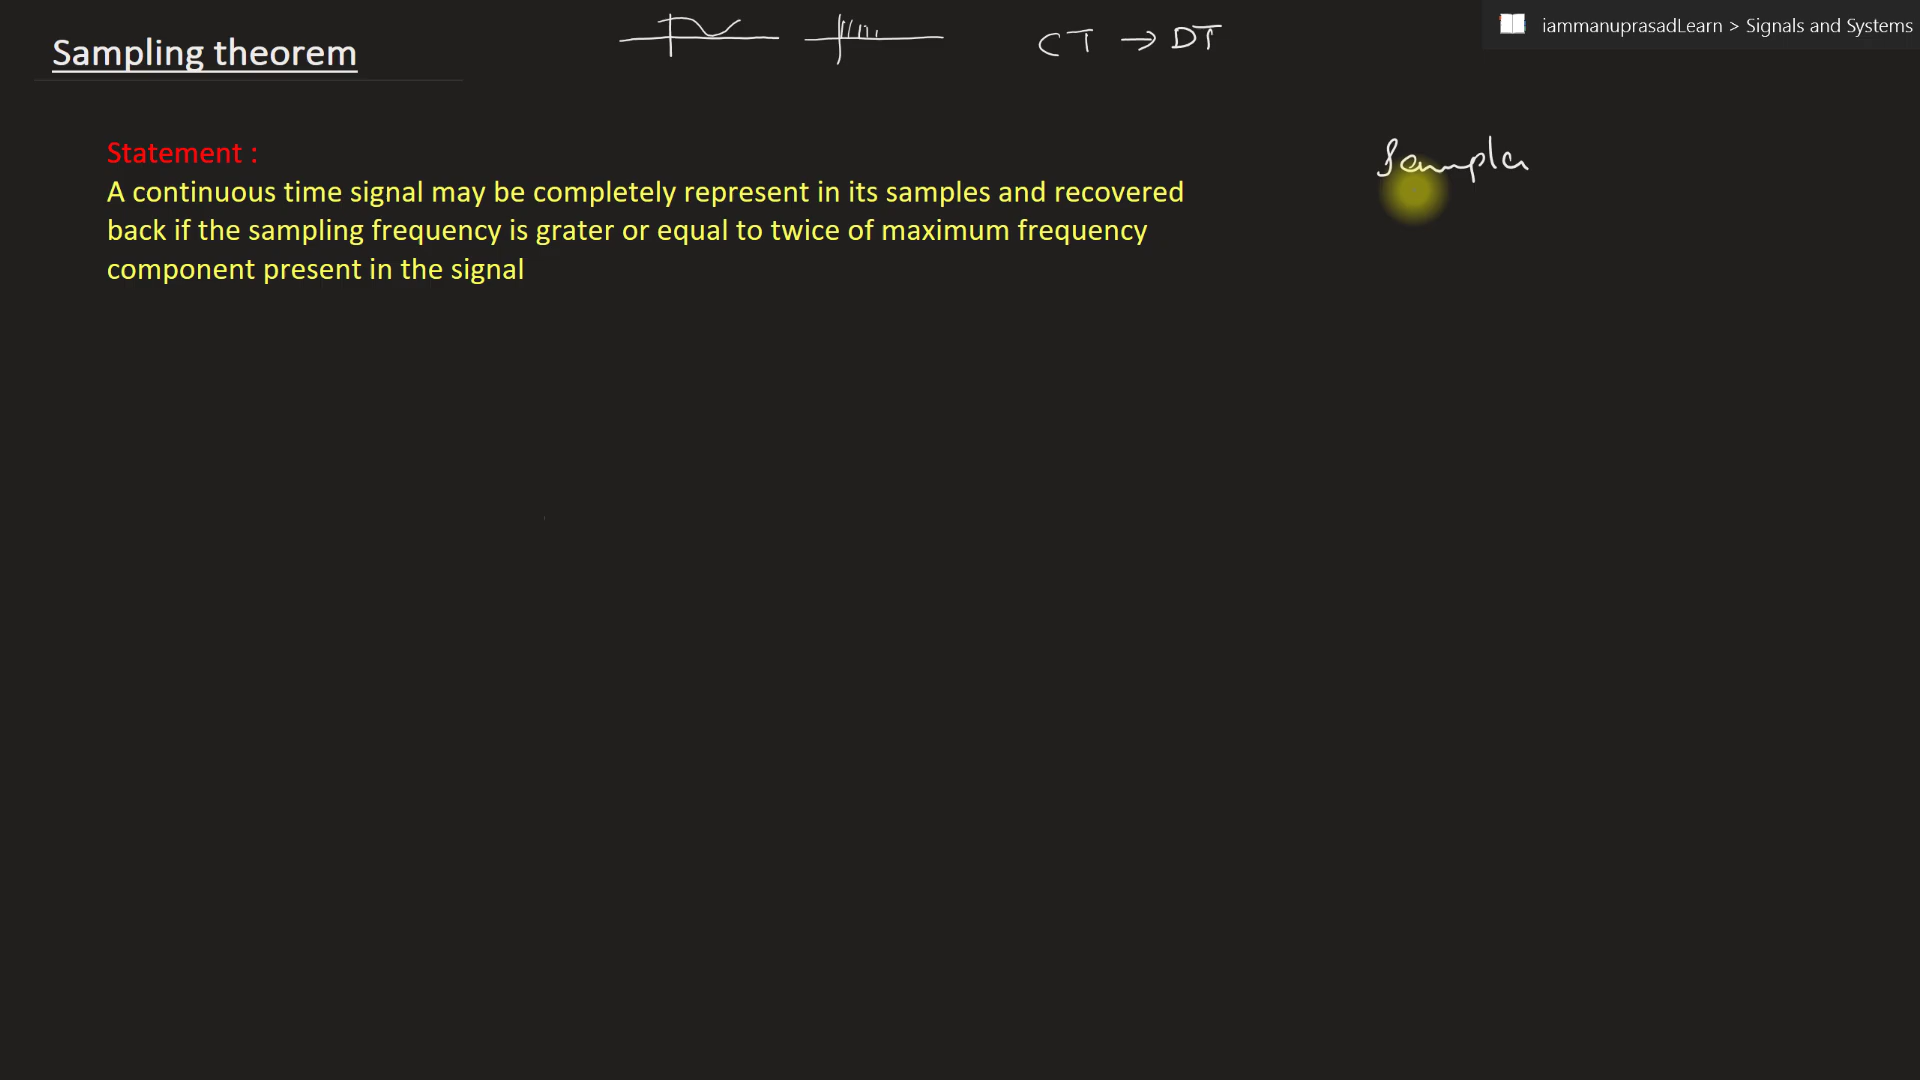 Sampling theorem
CT → DT
iammanuprasadLearn > Signals and Systems
Statement :
A continuous time signal may be completely represent in its samples and recovered
back if the sampling frequency is grater or equal to twice of maximum frequency
component present in the signal